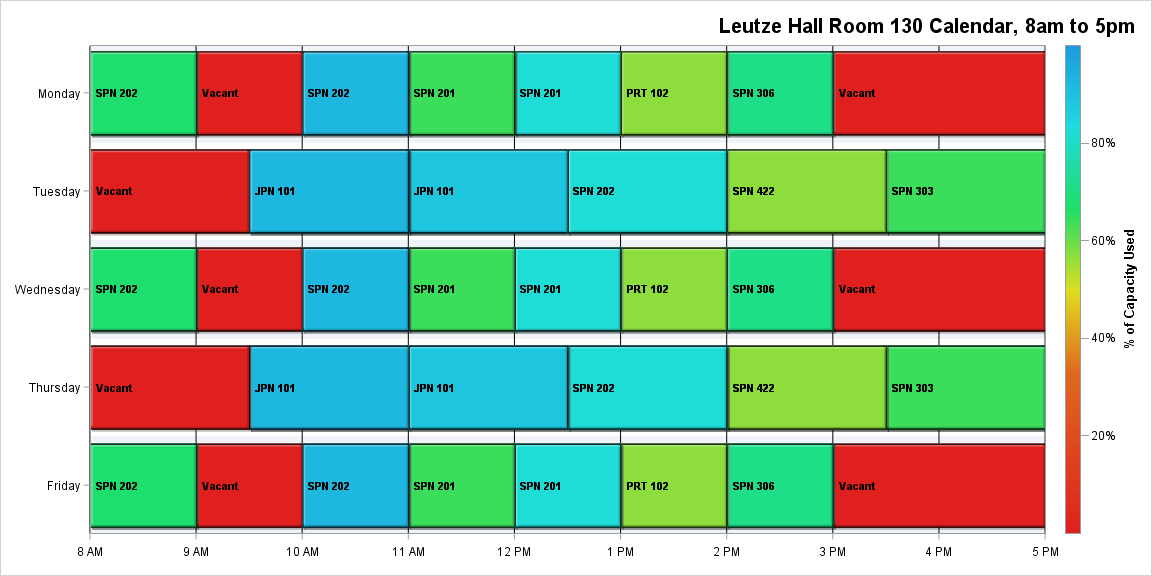 Leutze Hall Room 130 Calendar, 8am to 5pm
Monday
SPN 202
Vacant
SPN 202
SPN 201
SPN 201
PRT 102
SPN 306
Vacant
Tuesday
Vacant
JPN 101
JPN 101
SPN 202
SPN 422
SPN 303
Wednesday
SPN 202
Vacant
SPN 202
SPN 201
SPN 201
PRT 102
SPN 306
Vacant
Thursday
Vacant
JPN 101
JPN 101
SPN 202
SPN 422
SPN 303
Friday
SPN 202
Vacant
SPN 202
SPN 201
SPN 201
PRT 102
SPN 306
Vacant
8 AM
9 AM
10 AM
11 AM
12 PM
1 PM
2 PM
3 PM
4 PM
5 PM
80%
60%
40%
20%
% of Capacity Used